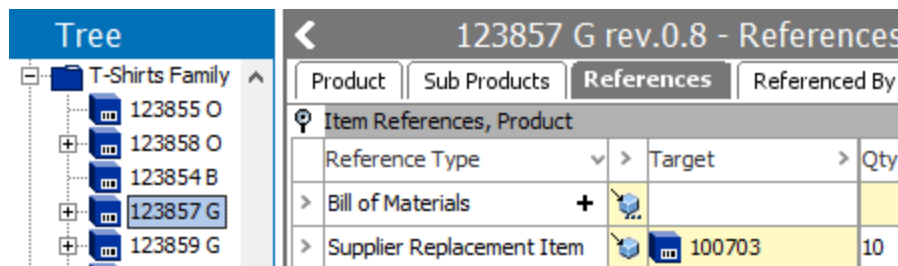 Tree
T-Shirts Family
123855 O
123858 O
123854 B
123857 G
123859 G
123857 G rev.0.8 - References
Product Sub Products References Referenced By
Item References, Product
Reference Type > Target > Qty
> Bill of Materials +
> Supplier Replacement Item 100703 10